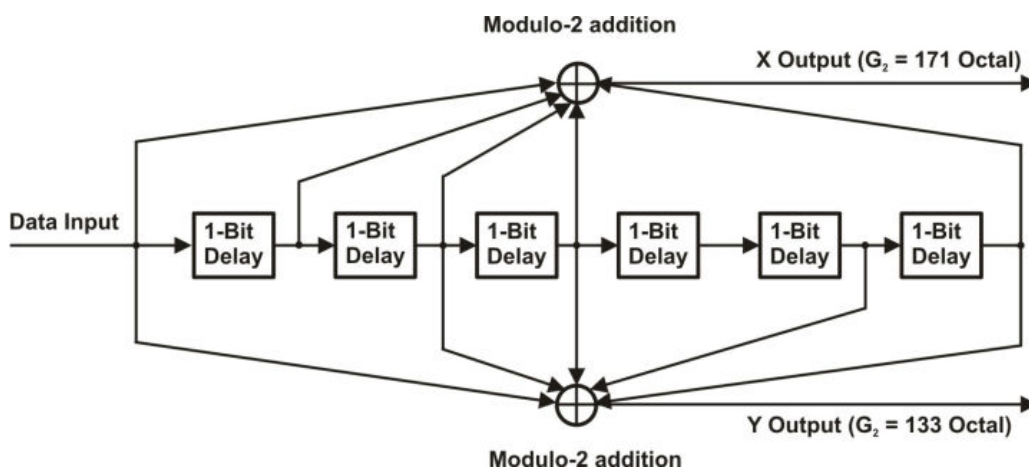 Modulo-2 addition
X Output (G₂ = 171 Octal)
Data Input
1-Bit
Delay
1-Bit
Delay
1-Bit
Delay
1-Bit
Delay
1-Bit
Delay
1-Bit
Delay
Y Output (G₂ = 133 Octal)
Modulo-2 addition